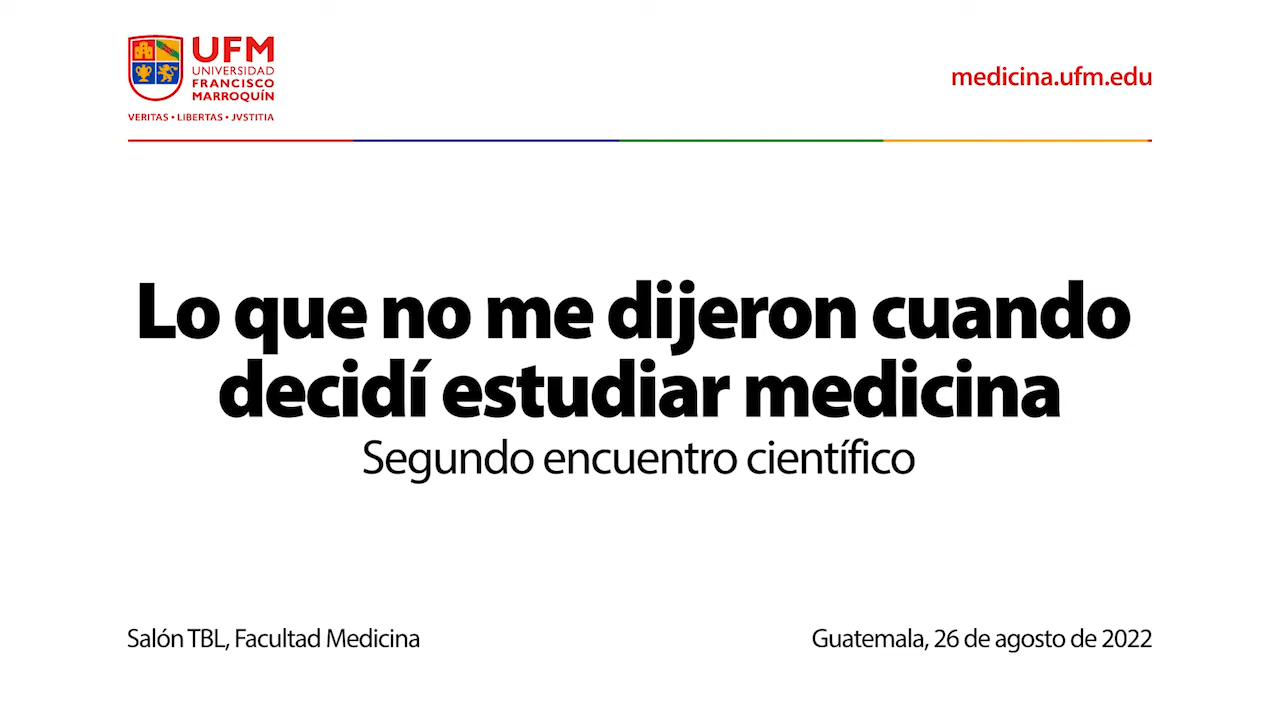 UFM
UNIVERSIDAD
FRANCISCO
MARROQUÍN
VERITAS • LIBERTAS • JVSTITIA
medicina.ufm.edu
Lo que no me dijeron cuando
decidí estudiar medicina
Segundo encuentro científico
Salón TBL, Facultad Medicina
Guatemala, 26 de agosto de 2022